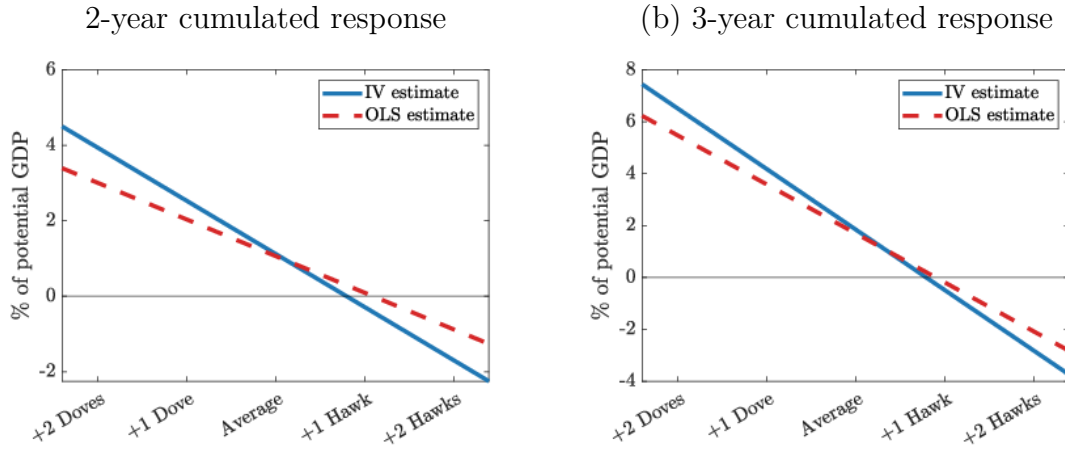 2-year cumulated response
(b) 3-year cumulated response
6
4
2
0
-2
% of potential GDP
IV estimate
OLS estimate
+2 Doves
+1 Dove
Average
+1 Hawk
+2 Hawks
8
6
4
2
0
-2
-4
% of potential GDP
IV estimate
OLS estimate
+2 Doves
+1 Dove
Average
+1 Hawk
+2 Hawks